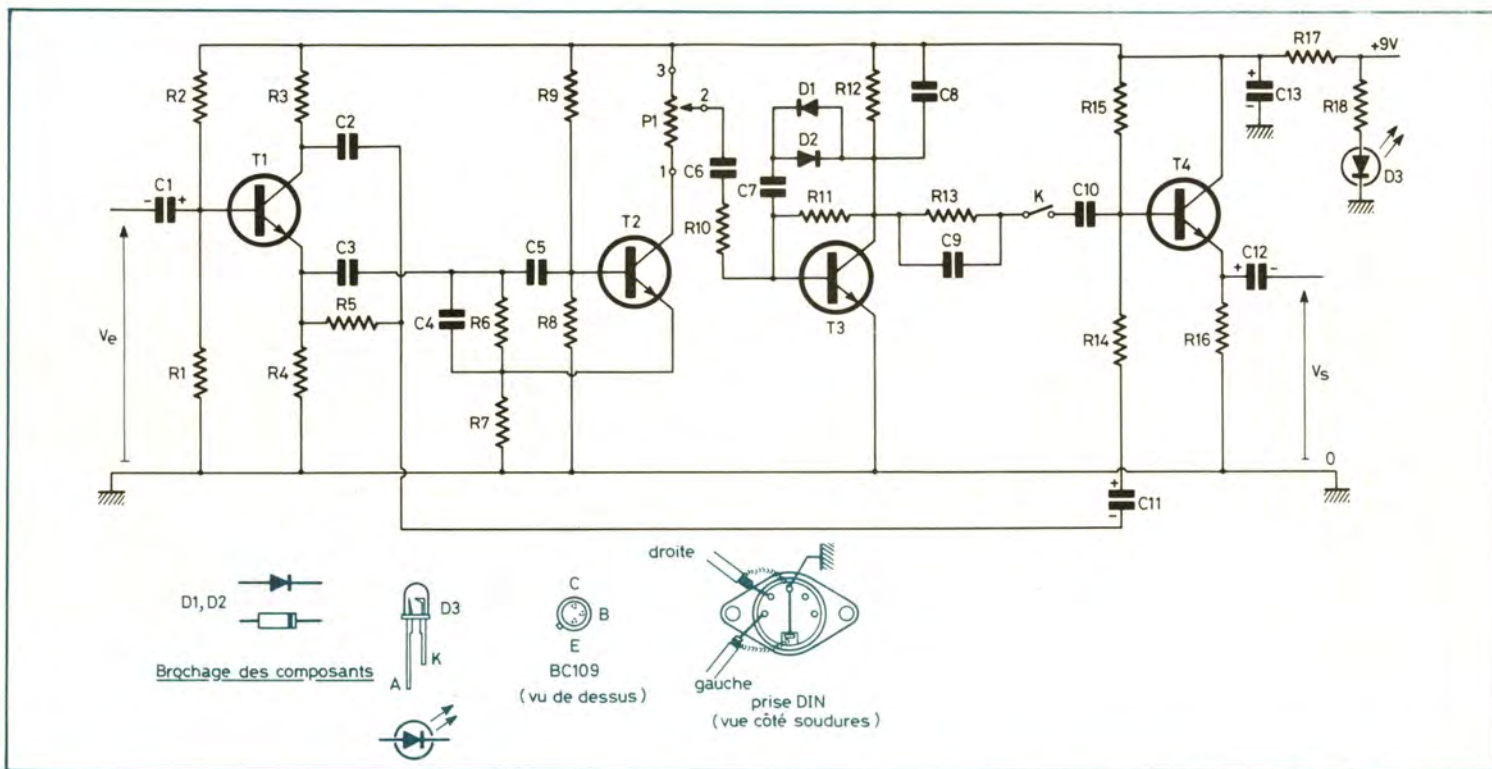 R17
+9V
R2
R3
R9
3
P1
2
1
D1
D2
R12
C8
R15
C13
+
-
R18
D3
C2
T1
C1
-
+
C6
C7
R11
R13
K
C10
T4
T2
R10
C9
C3
C5
C12
+
-
R5
C4
R6
R8
T3
R14
R16
Ve
R1
R4
R7
Vs
0
+
C11
-
droite
D1, D2
D3
K
A
C
B
E
BC109
(vu de dessus)
gauche
prise DIN
(vue côté soudures)
Brochage des composants